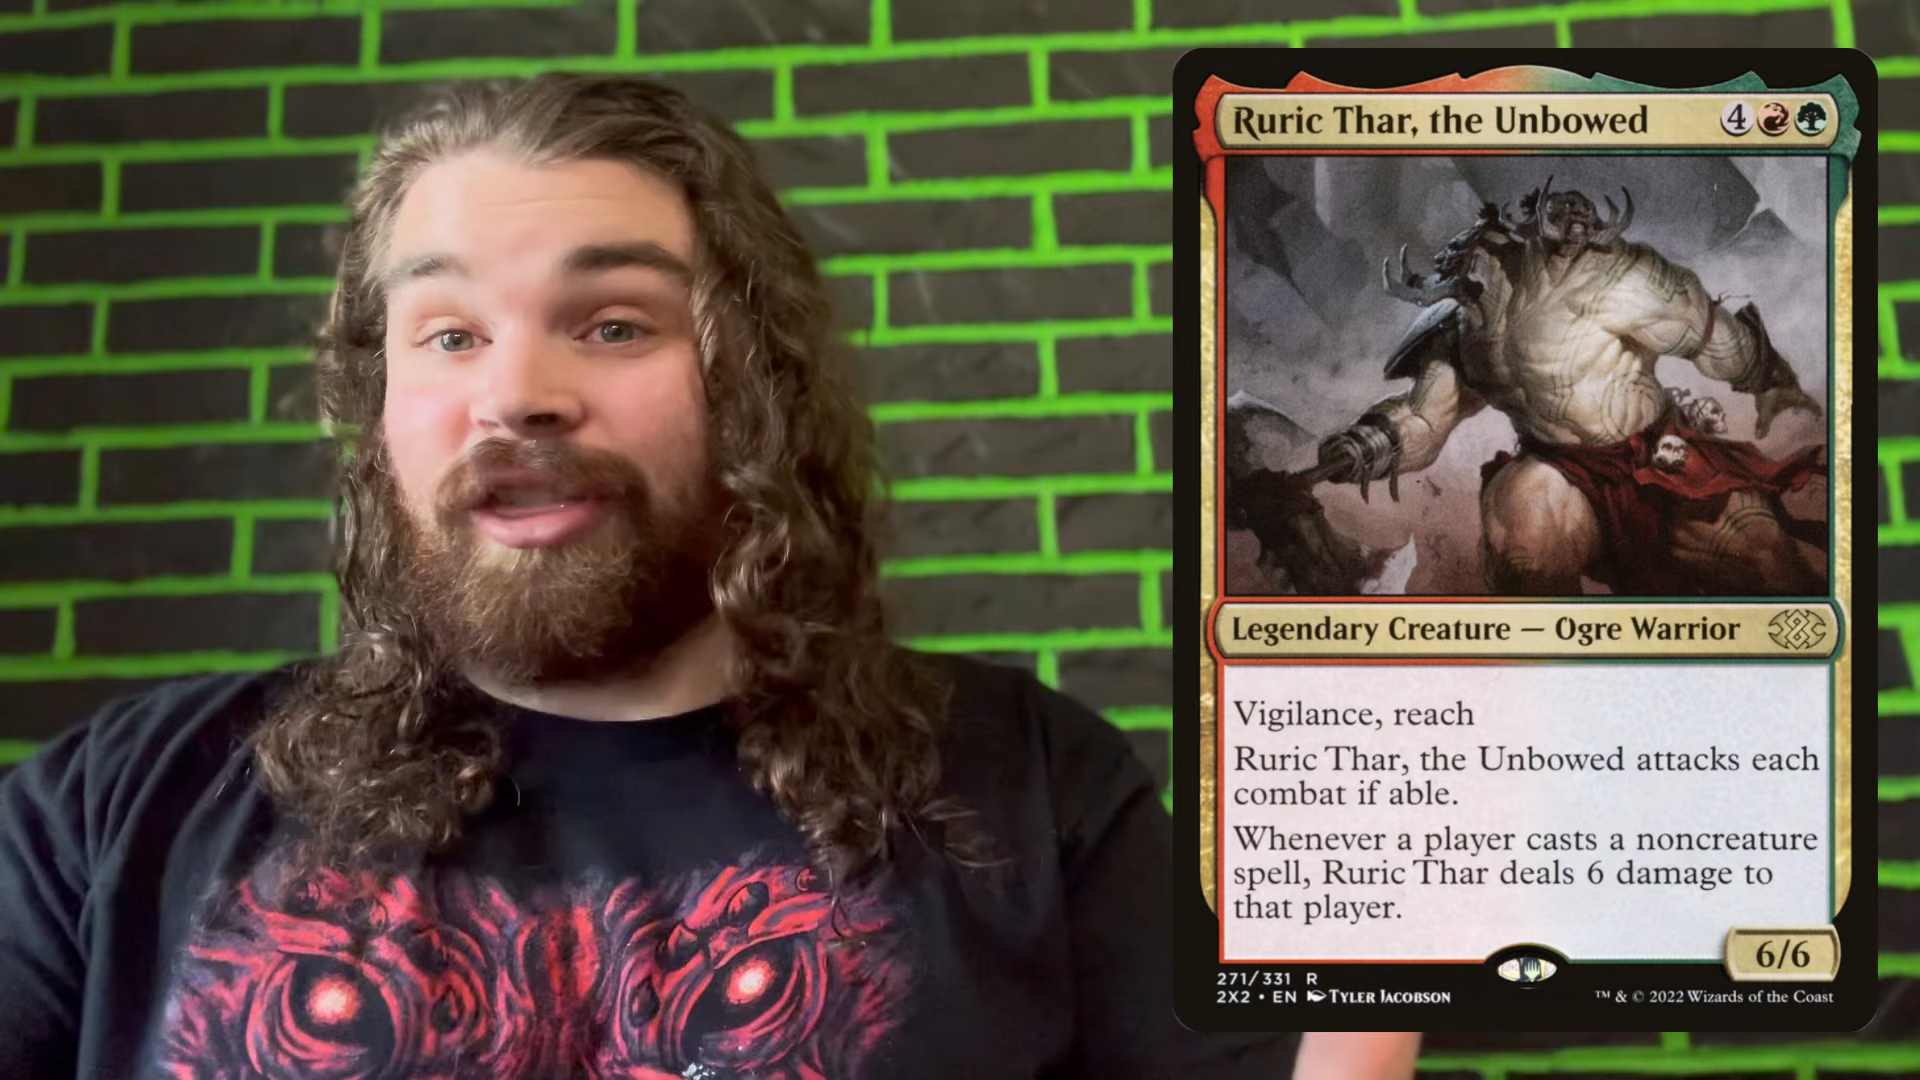 Ruric Thar, the Unbowed 4
Legendary Creature — Ogre Warrior
Vigilance, reach
Ruric Thar, the Unbowed attacks each
combat if able.
Whenever a player casts a noncreature
spell, Ruric Thar deals 6 damage to
that player.
6/6
271/331 R
2X2 • EN Tyler Jacobson
™ & © 2022 Wizards of the Coast